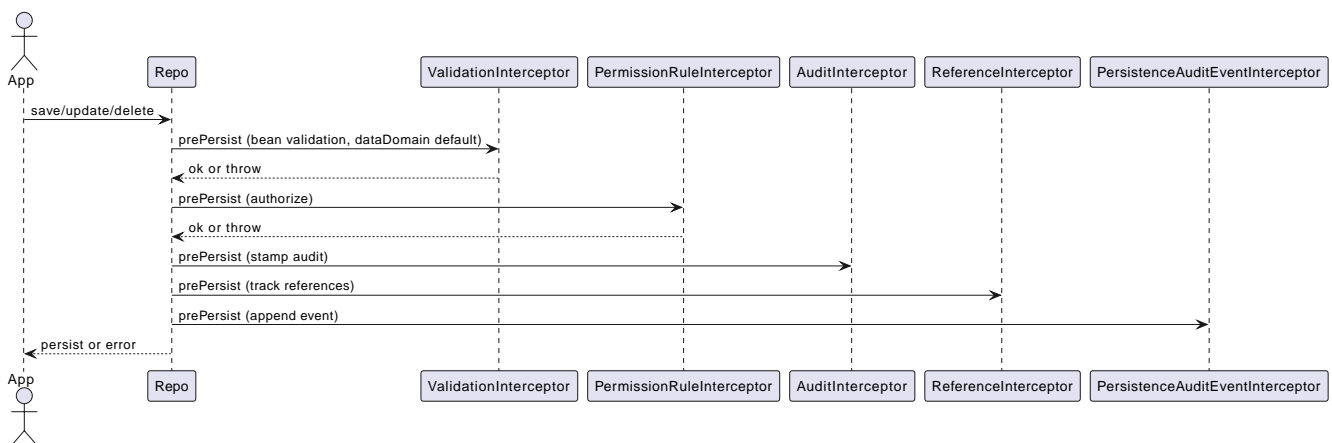 App
Repo
ValidationInterceptor
PermissionRuleInterceptor
AuditInterceptor
ReferenceInterceptor
PersistenceAuditEventInterceptor
save/update/delete
prePersist (bean validation, dataDomain default)
ok or throw
prePersist (authorize)
ok or throw
prePersist (stamp audit)
prePersist (track references)
prePersist (append event)
persist or error
App
Repo
ValidationInterceptor
PermissionRuleInterceptor
AuditInterceptor
ReferenceInterceptor
PersistenceAuditEventInterceptor